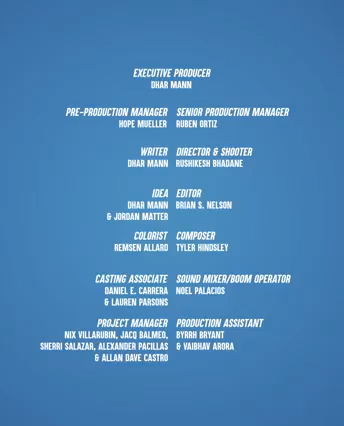 EXECUTIVE PRODUCER
DHAR MANN
PRE-PRODUCTION MANAGER SENIOR PRODUCTION MANAGER
HOPE MUELLER RUBEN ORTIZ
WRITER DIRECTOR & SHOOTER
DHAR MANN RUSHIKESH BHADANE
IDEA EDITOR
DHAR MANN BRIAN S. NELSON
& JORDAN MATTER
COLORIST COMPOSER
REMSEN ALLARD TYLER HINDSLEY
CASTING ASSOCIATE SOUND MIXER/BOOM OPERATOR
DANIEL E. CARRERA NOEL PALACIOS
& LAUREN PARSONS
PROJECT MANAGER PRODUCTION ASSISTANT
NIX VILLARUBIN, JACQ BALMEO, BYRRH BRYANT
SHERRI SALAZAR, ALEXANDER PACILLAS & VAIBHAV ARORA
& ALLAN DAVE CASTRO